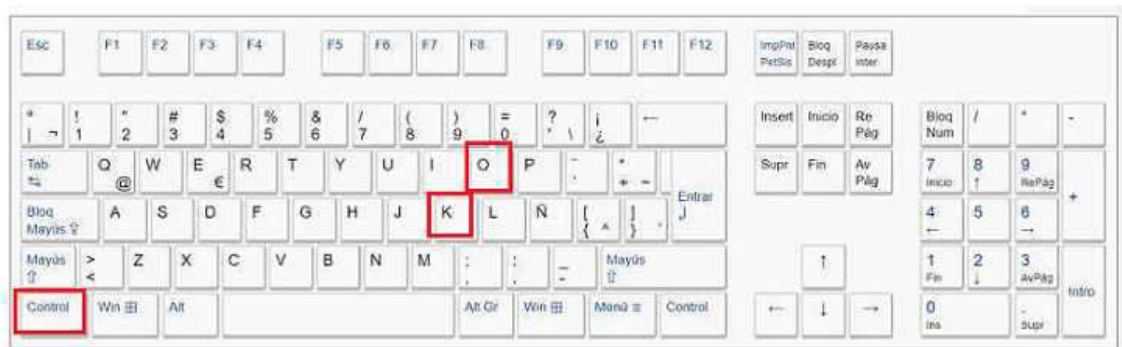 Esc F1 F2 F3 F4 F5 F6 F7 F8 F9 F10 F11 F12 ImpPnt Bloq Pausa
PetSis Despl Inter
° ! " # $ % & / ( ) = ? ¡ ← Insert Inicio Re Bloq / * -
| ¬ 1 2 3 4 5 6 7 8 9 0 ' \ ¿ Pág Num
Tab Q W E R T Y U I O P ¨ * Supr Fin Av 7 8 9
@ € + ~ Entrar Pág Inicio ↑ RePág +
Bloq A S D F G H J K L Ñ [ ] 4 5 6
Mayús ⇧ { ^ } ` ← →
Mayús > Z X C V B N M ; : _ Mayús ↑ 1 2 3
⇧ < , . - ⇧ Fin ↓ AvPág Intro
Control Win Alt Alt Gr Win Menú ≡ Control ← ↓ → 0 .
Ins Supr